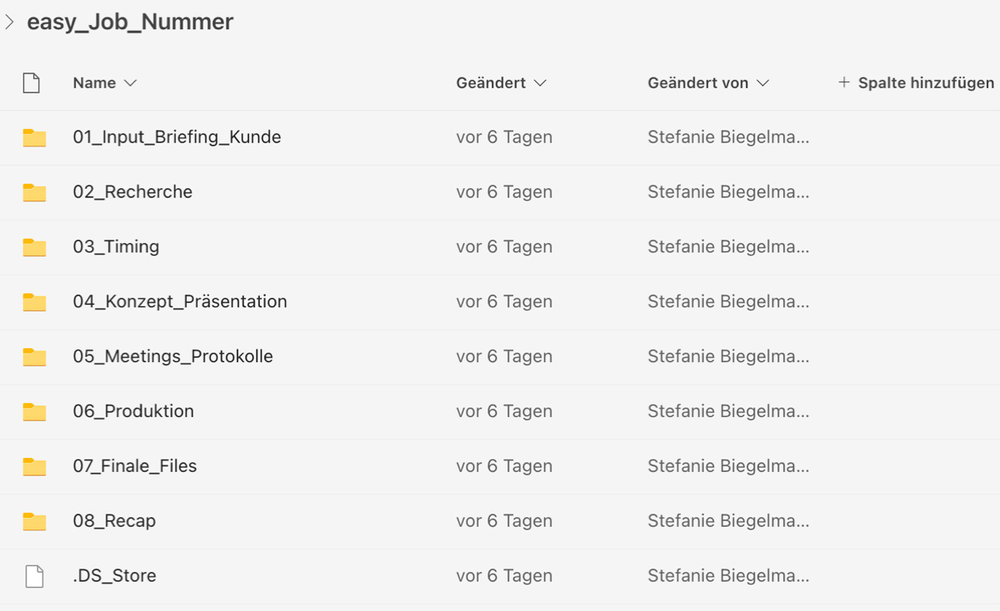 easy_Job_Nummer
Name Geändert Geändert von + Spalte hinzufügen
01_Input_Briefing_Kunde vor 6 Tagen Stefanie Biegelma...
02_Recherche vor 6 Tagen Stefanie Biegelma...
03_Timing vor 6 Tagen Stefanie Biegelma...
04_Konzept_Präsentation vor 6 Tagen Stefanie Biegelma...
05_Meetings_Protokolle vor 6 Tagen Stefanie Biegelma...
06_Produktion vor 6 Tagen Stefanie Biegelma...
07_Finale_Files vor 6 Tagen Stefanie Biegelma...
08_Recap vor 6 Tagen Stefanie Biegelma...
.DS_Store vor 6 Tagen Stefanie Biegelma...